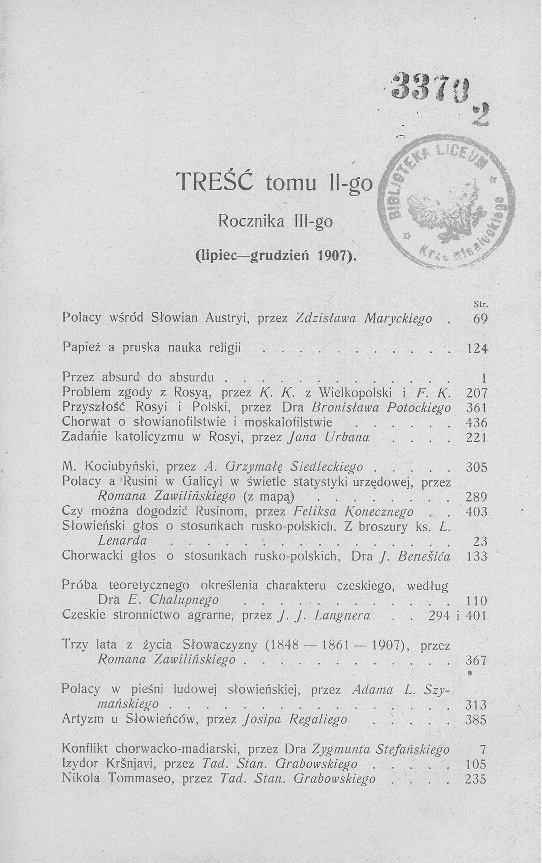 3370
2
BIBLIOTEKA LICEUM
Krzemienieckiego
TREŚĆ tomu II-go
Rocznika III-go
(lipiec—grudzień 1907).
Str.
Polacy wśród Słowian Austryi, przez Zdzisława Maryckiego . 69
Papież a pruska nauka religii . . . . . . . . . . 124
Przez absurd do absurdu . . . . . . . . . . . . 1
Problem zgody z Rosyą, przez K. K. z Wielkopolski i F. K. 207
Przyszłość Rosyi i Polski, przez Dra Bronisława Potockiego 361
Chorwat o słowianofilstwie i moskalofilstwie . . . . . . 436
Zadanie katolicyzmu w Rosyi, przez Jana Urbana . . . . 221
M. Kociubyński, przez A. Grzymałę Siedleckiego . . . . . 305
Polacy a Rusini w Galicyi w świetle statystyki urzędowej, przez
Romana Zawilińskiego (z mapą) . . . . . . . . 289
Czy można dogodzić Rusinom, przez Feliksa Konecznego . . 403
Słowieński głos o stosunkach rusko-polskich. Z broszury ks. L.
Lenarda . . . . . . . . . . . . . . . 23
Chorwacki głos o stosunkach rusko-polskich, Dra J. Benešića 133
Próba teoretycznego określenia charakteru czeskiego, według
Dra E. Chalupnego . . . . . . . . . . . . 110
Czeskie stronnictwo agrarne, przez J. J. Langnera . . 294 i 401
Trzy lata z życia Słowaczyzny (1848 — 1861 — 1907), przez
Romana Zawilińskiego . . . . . . . . . . . . 367
Polacy w pieśni ludowej słowieńskiej, przez Adama L. Szy-
mańskiego . . . . . . . . . . . . . . . 313
Artyzm u Słowieńców, przez Josipa Regaliego . . . . . 385
Konflikt chorwacko-madiarski, przez Dra Zygmunta Stefańskiego 7
Izydor Kršnjavi, przez Tad. Stan. Grabowskiego . . . . . 105
Nikola Tommaseo, przez Tad. Stan. Grabowskiego . . . . 235